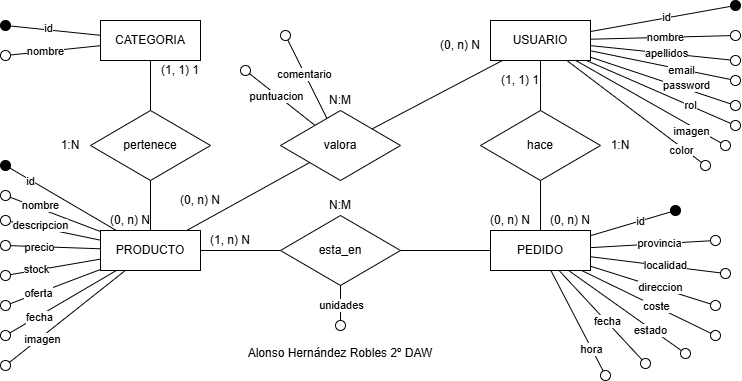 id
CATEGORIA
nombre
(1, 1) 1
comentario
puntuacion
N:M
(0, n) N
USUARIO
(1, 1) 1
id
nombre
apellidos
email
password
rol
imagen
color
1:N
pertenece
valora
hace
1:N
id
nombre
descripcion
precio
stock
oferta
fecha
imagen
(0, n) N
PRODUCTO
(0, n) N
(1, n) N
N:M
esta_en
unidades
(0, n) N
(0, n) N
PEDIDO
id
provincia
localidad
direccion
coste
estado
fecha
hora
Alonso Hernández Robles 2º DAW